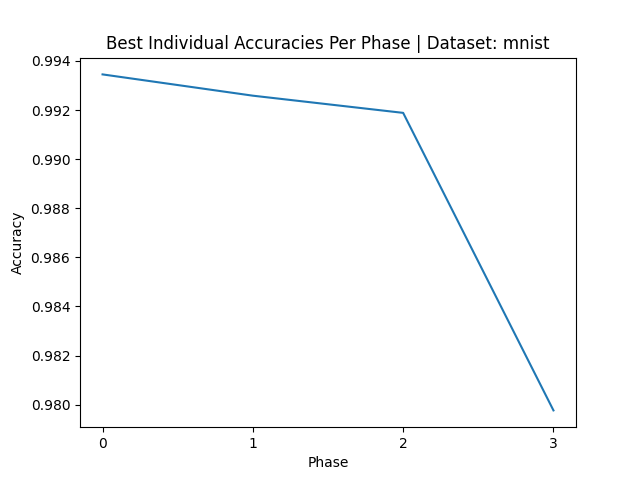 Best Individual Accuracies Per Phase | Dataset: mnist
0.994
0.992
0.990
0.988
0.986
0.984
0.982
0.980
Accuracy
0 1 2 3
Phase